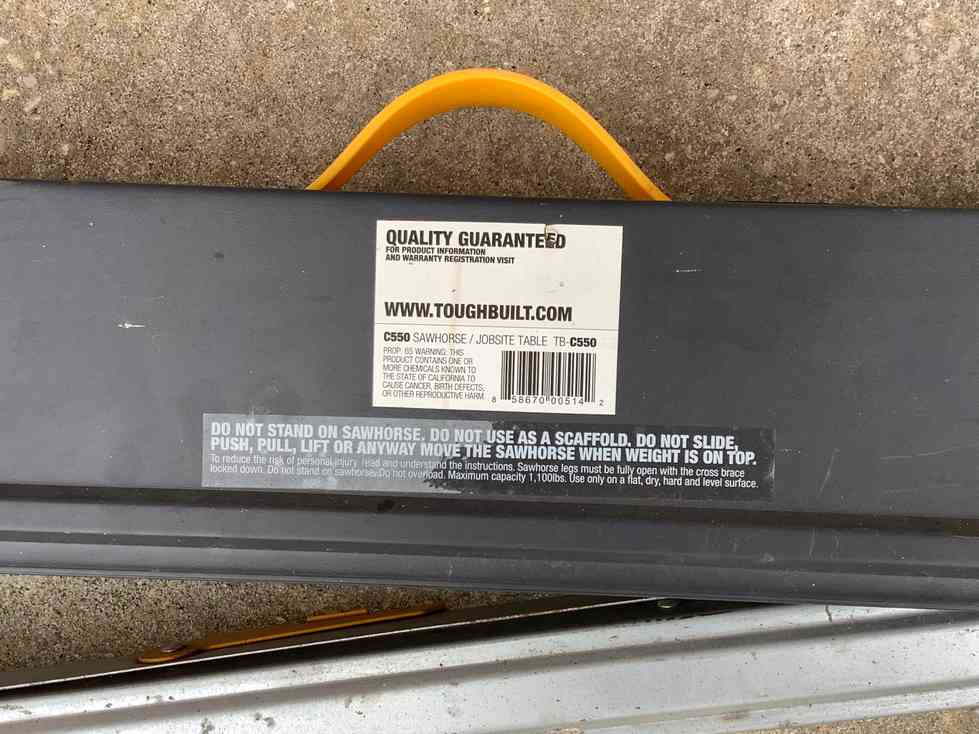 QUALITY GUARANTEED
FOR PRODUCT INFORMATION
AND WARRANTY REGISTRATION VISIT
WWW.TOUGHBUILT.COM
C550 SAWHORSE / JOBSITE TABLE TB-C550
PROP. 65 WARNING: THIS
PRODUCT CONTAINS ONE OR
MORE CHEMICALS KNOWN TO
THE STATE OF CALIFORNIA TO
CAUSE CANCER, BIRTH DEFECTS,
OR OTHER REPRODUCTIVE HARM.
8 58670 00514 2
DO NOT STAND ON SAWHORSE. DO NOT USE AS A SCAFFOLD. DO NOT SLIDE,
PUSH, PULL, LIFT OR ANYWAY MOVE THE SAWHORSE WHEN WEIGHT IS ON TOP.
To reduce the risk of personal injury, read and understand the instructions. Sawhorse legs must be fully open with the cross brace
locked down. Do not stand on sawhorse. Do not overload. Maximum capacity 1,100lbs. Use only on a flat, dry, hard and level surface.